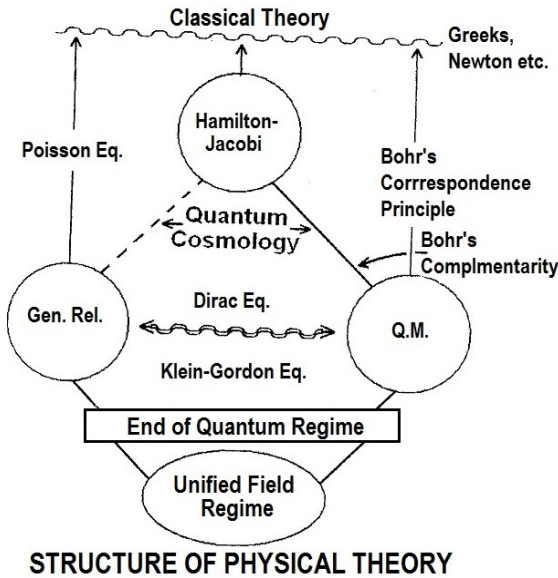 Classical Theory
Greeks,
Newton etc.
Hamilton-
Jacobi
Poisson Eq.
Bohr's
Corrrespondence
Principle
Quantum
Cosmology
Bohr's
Complmentarity
Gen. Rel.
Dirac Eq.
Q.M.
Klein-Gordon Eq.
End of Quantum Regime
Unified Field
Regime
STRUCTURE OF PHYSICAL THEORY